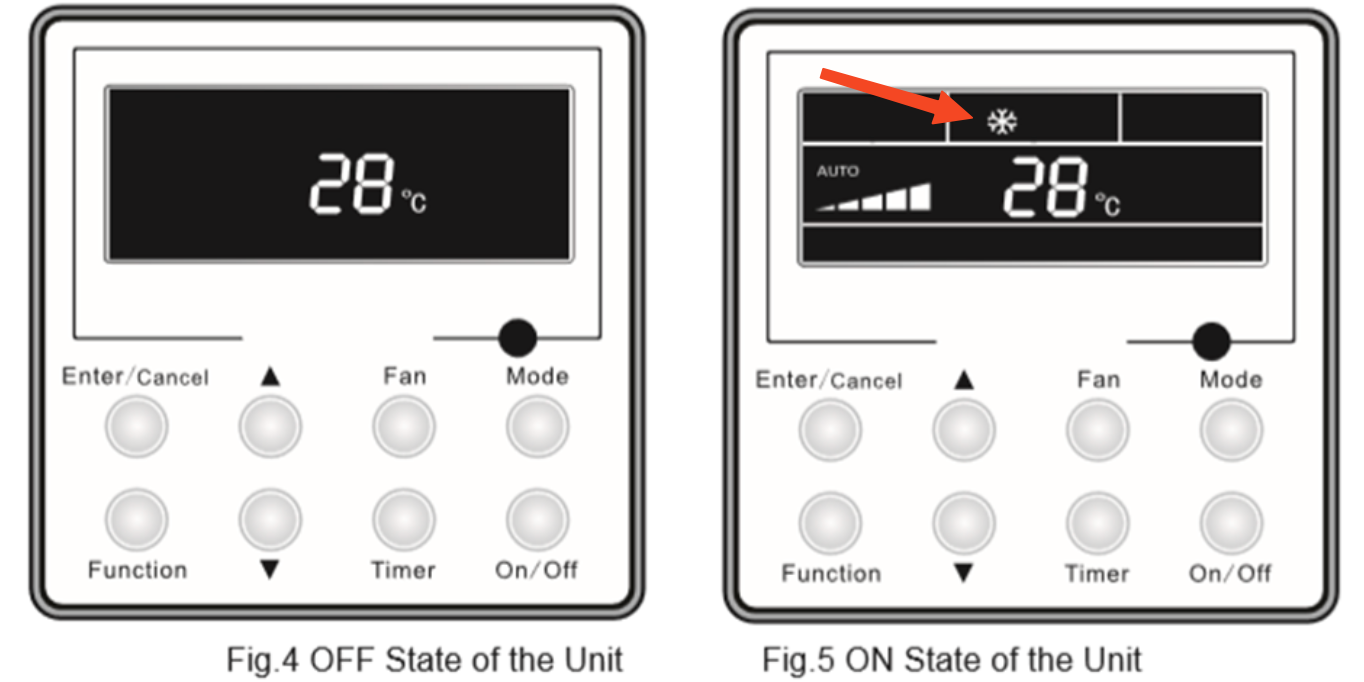 28 °C
Enter/Cancel ▲ Fan Mode
Function ▼ Timer On/Off
Fig.4 OFF State of the Unit
AUTO
28 °C
Enter/Cancel ▲ Fan Mode
Function ▼ Timer On/Off
Fig.5 ON State of the Unit